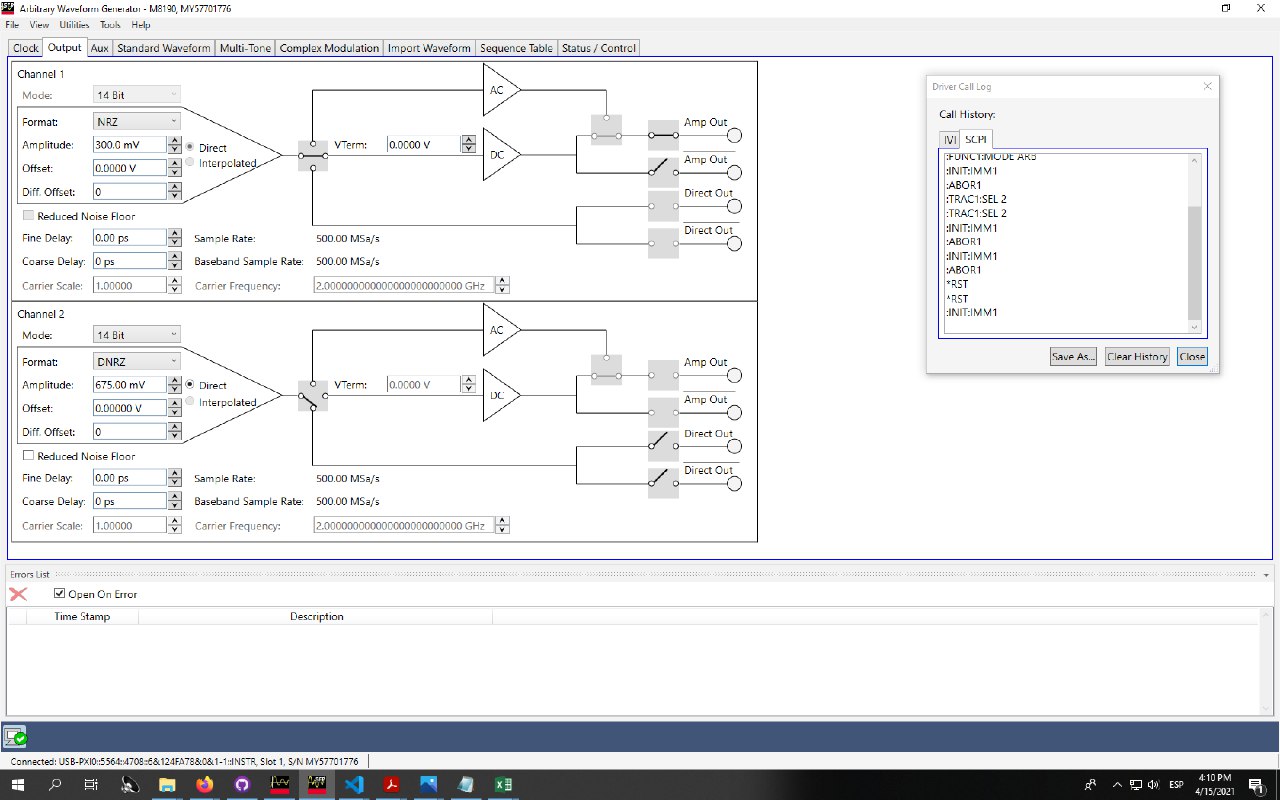 Arbitrary Waveform Generator - M8190, MY57701776
File View Utilities Tools Help
Clock Output Aux Standard Waveform Multi-Tone Complex Modulation Import Waveform Sequence Table Status / Control
Channel 1
Mode: 14 Bit
Format: NRZ
Amplitude: 300.0 mV
Offset: 0.0000 V
Diff. Offset: 0
Direct
Interpolated
VTerm: 0.0000 V
AC
DC
Amp Out
Amp Out
Direct Out
Direct Out
Reduced Noise Floor
Fine Delay: 0.00 ps Sample Rate: 500.00 MSa/s
Coarse Delay: 0 ps Baseband Sample Rate: 500.00 MSa/s
Carrier Scale: 1.00000 Carrier Frequency: 2.000000000000000000000000 GHz
Channel 2
Mode: 14 Bit
Format: DNRZ
Amplitude: 675.00 mV
Offset: 0.00000 V
Diff. Offset: 0
Direct
Interpolated
VTerm: 0.0000 V
AC
DC
Amp Out
Amp Out
Direct Out
Direct Out
Reduced Noise Floor
Fine Delay: 0.00 ps Sample Rate: 500.00 MSa/s
Coarse Delay: 0 ps Baseband Sample Rate: 500.00 MSa/s
Carrier Scale: 1.00000 Carrier Frequency: 2.000000000000000000000000 GHz
Driver Call Log
Call History:
IVI SCPI
:FUNC1:MODE ARB
:INIT:IMM1
:ABOR1
:TRAC1:SEL 2
:TRAC1:SEL 2
:INIT:IMM1
:ABOR1
:INIT:IMM1
:ABOR1
*RST
*RST
:INIT:IMM1
Save As... Clear History Close
Errors List
Open On Error
Time Stamp Description
Connected: USB-PXI0::5564::4708::6&124FA78&0&1-1::INSTR, Slot 1, S/N MY57701776
ESP
4:10 PM
4/15/2021
1